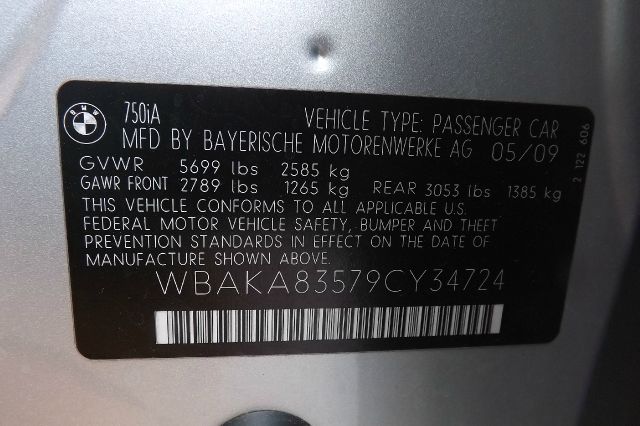 BMW
750iA VEHICLE TYPE: PASSENGER CAR
MFD BY BAYERISCHE MOTORENWERKE AG 05/09
GVWR 5699 lbs 2585 kg
GAWR FRONT 2789 lbs 1265 kg REAR 3053 lbs 1385 kg
THIS VEHICLE CONFORMS TO ALL APPLICABLE U.S.
FEDERAL MOTOR VEHICLE SAFETY, BUMPER AND THEFT
PREVENTION STANDARDS IN EFFECT ON THE DATE OF
MANUFACTURE SHOWN ABOVE.
WBAKA83579CY34724
2 122 606